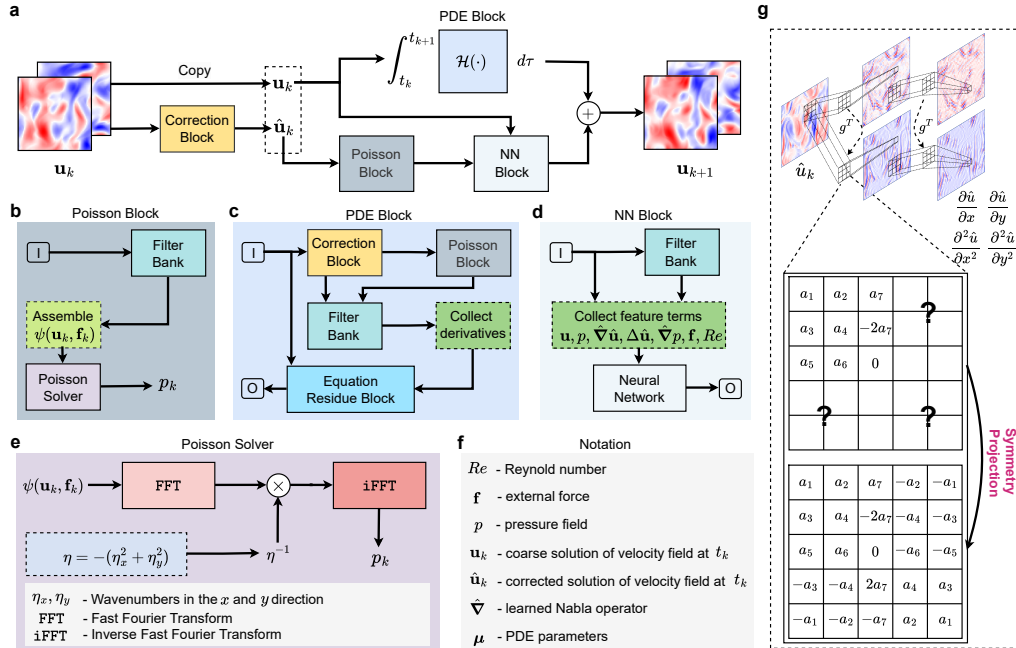 a
PDE Block
∫ t_k t_{k+1} ℋ(·) dτ
Copy
u_k
û_k
Correction
Block
Poisson
Block
NN
Block
+
u_k
u_{k+1}
b
Poisson Block
I
Filter
Bank
Assemble
ψ(u_k, f_k)
Poisson
Solver
p_k
c
PDE Block
I
Correction
Block
Poisson
Block
Filter
Bank
Collect
derivatives
O
Equation
Residue Block
d
NN Block
I
Filter
Bank
Collect feature terms
u, p, ∇̂û, Δû, ∇̂p, f, Re
Neural
Network
O
e
Poisson Solver
ψ(u_k, f_k)
FFT
×
iFFT
η = −(η_x^2 + η_y^2)
η^{−1}
p_k
η_x, η_y - Wavenumbers in the x and y direction
FFT - Fast Fourier Transform
iFFT - Inverse Fast Fourier Transform
f
Notation
Re - Reynold number
f - external force
p - pressure field
u_k - coarse solution of velocity field at t_k
û_k - corrected solution of velocity field at t_k
∇̂ - learned Nabla operator
μ - PDE parameters
g
g^T g^T
û_k
∂û/∂x ∂û/∂y
∂²û/∂x² ∂²û/∂y²
a_1 a_2 a_7
?
a_3 a_4 −2a_7
a_5 a_6 0
? ?
Symmetry
Projection
a_1 a_2 a_7 −a_2 −a_1
a_3 a_4 −2a_7 −a_4 −a_3
a_5 a_6 0 −a_6 −a_5
−a_3 −a_4 2a_7 a_4 a_3
−a_1 −a_2 −a_7 a_2 a_1